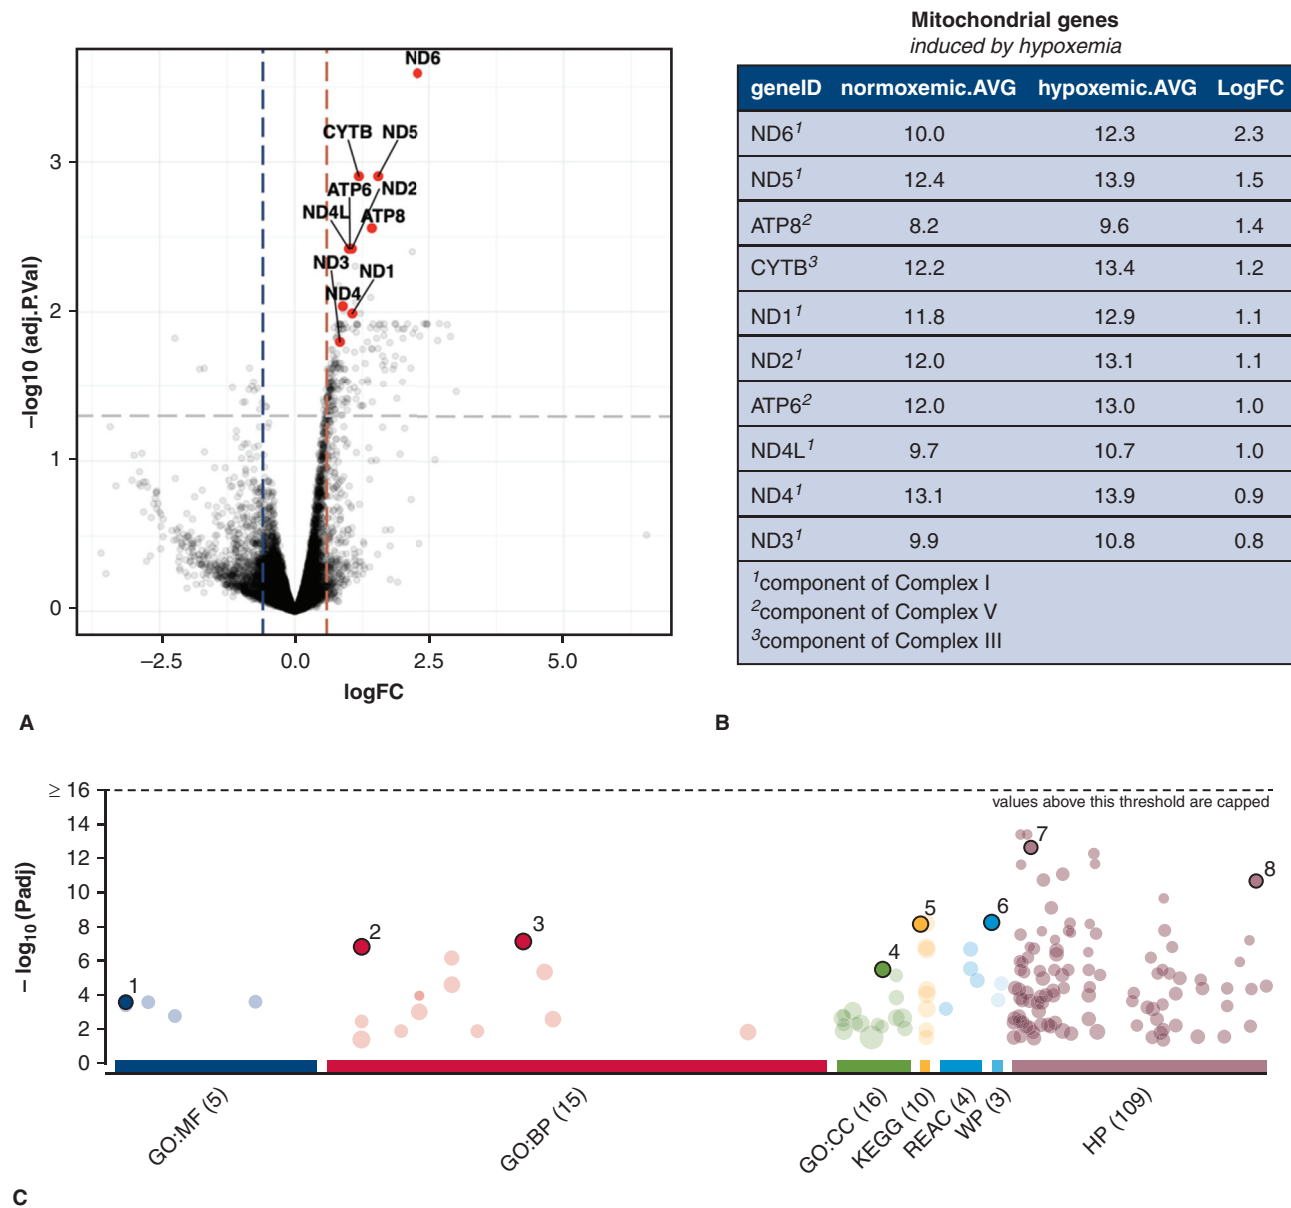 ND6
CYTB ND5
ATP6 ND2
ND4L ATP8
ND3 ND1
ND4
3
2
1
0
–log10 (adj.P.Val)
–2.5 0.0 2.5 5.0
logFC
A
Mitochondrial genes
induced by hypoxemia
geneID normoxemic.AVG hypoxemic.AVG LogFC
ND6¹ 10.0 12.3 2.3
ND5¹ 12.4 13.9 1.5
ATP8² 8.2 9.6 1.4
CYTB³ 12.2 13.4 1.2
ND1¹ 11.8 12.9 1.1
ND2¹ 12.0 13.1 1.1
ATP6² 12.0 13.0 1.0
ND4L¹ 9.7 10.7 1.0
ND4¹ 13.1 13.9 0.9
ND3¹ 9.9 10.8 0.8
¹component of Complex I
²component of Complex V
³component of Complex III
B
≥ 16
14
12
10
8
6
4
2
0
– log₁₀ (Padj)
values above this threshold are capped
1
2
3
4
5
6
7
8
GO:MF (5)
GO:BP (15)
GO:CC (16)
KEGG (10)
REAC (4)
WP (3)
HP (109)
C